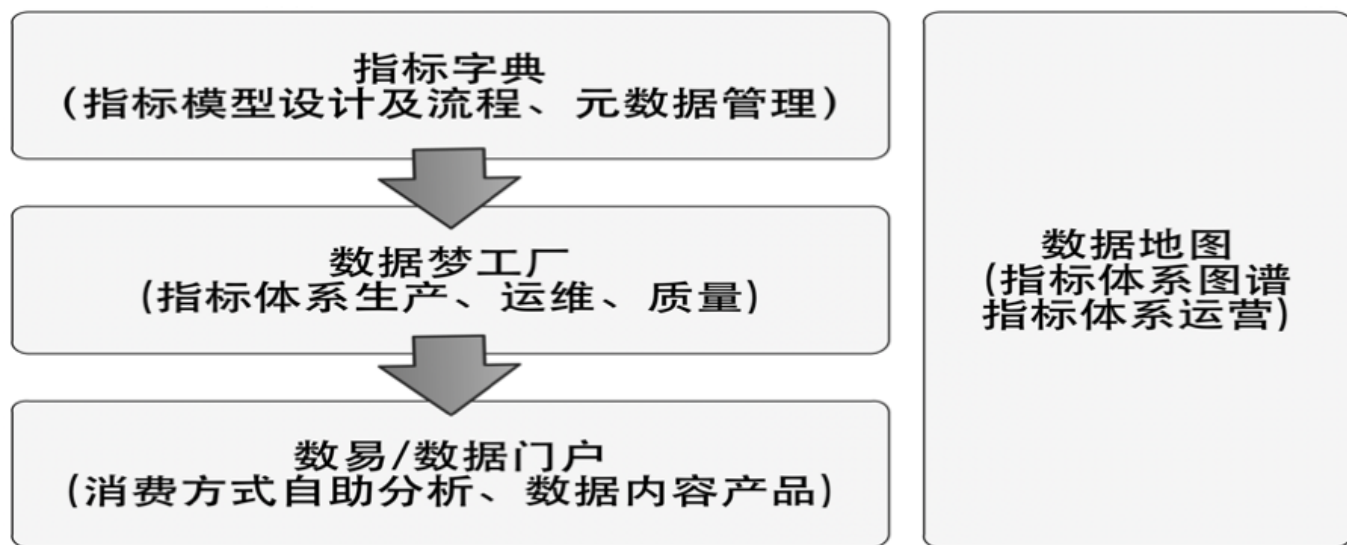 指标字典
（指标模型设计及流程、元数据管理）
数据梦工厂
(指标体系生产、运维、质量)
数易/数据门户
(消费方式自助分析、数据内容产品)
数据地图
(指标体系图谱
指标体系运营)